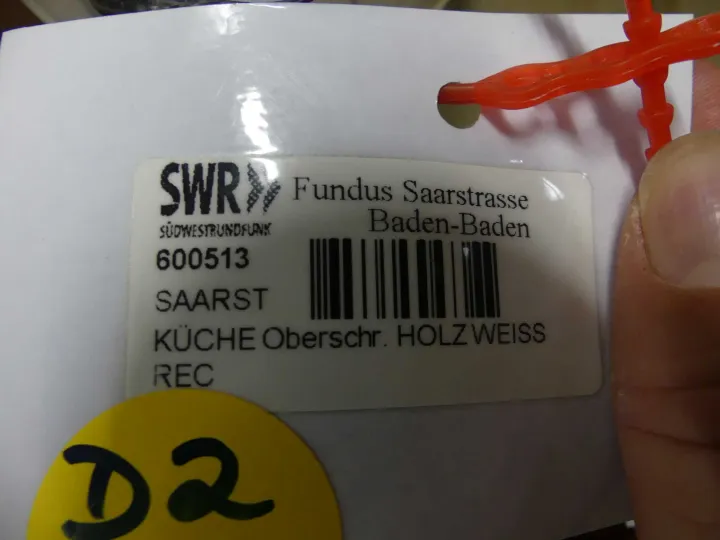 SWR» Fundus Saarstrasse
SÜDWESTRUNDFUNK Baden-Baden
600513
SAARST
KÜCHE Oberschr. HOLZ WEISS
REC
D2